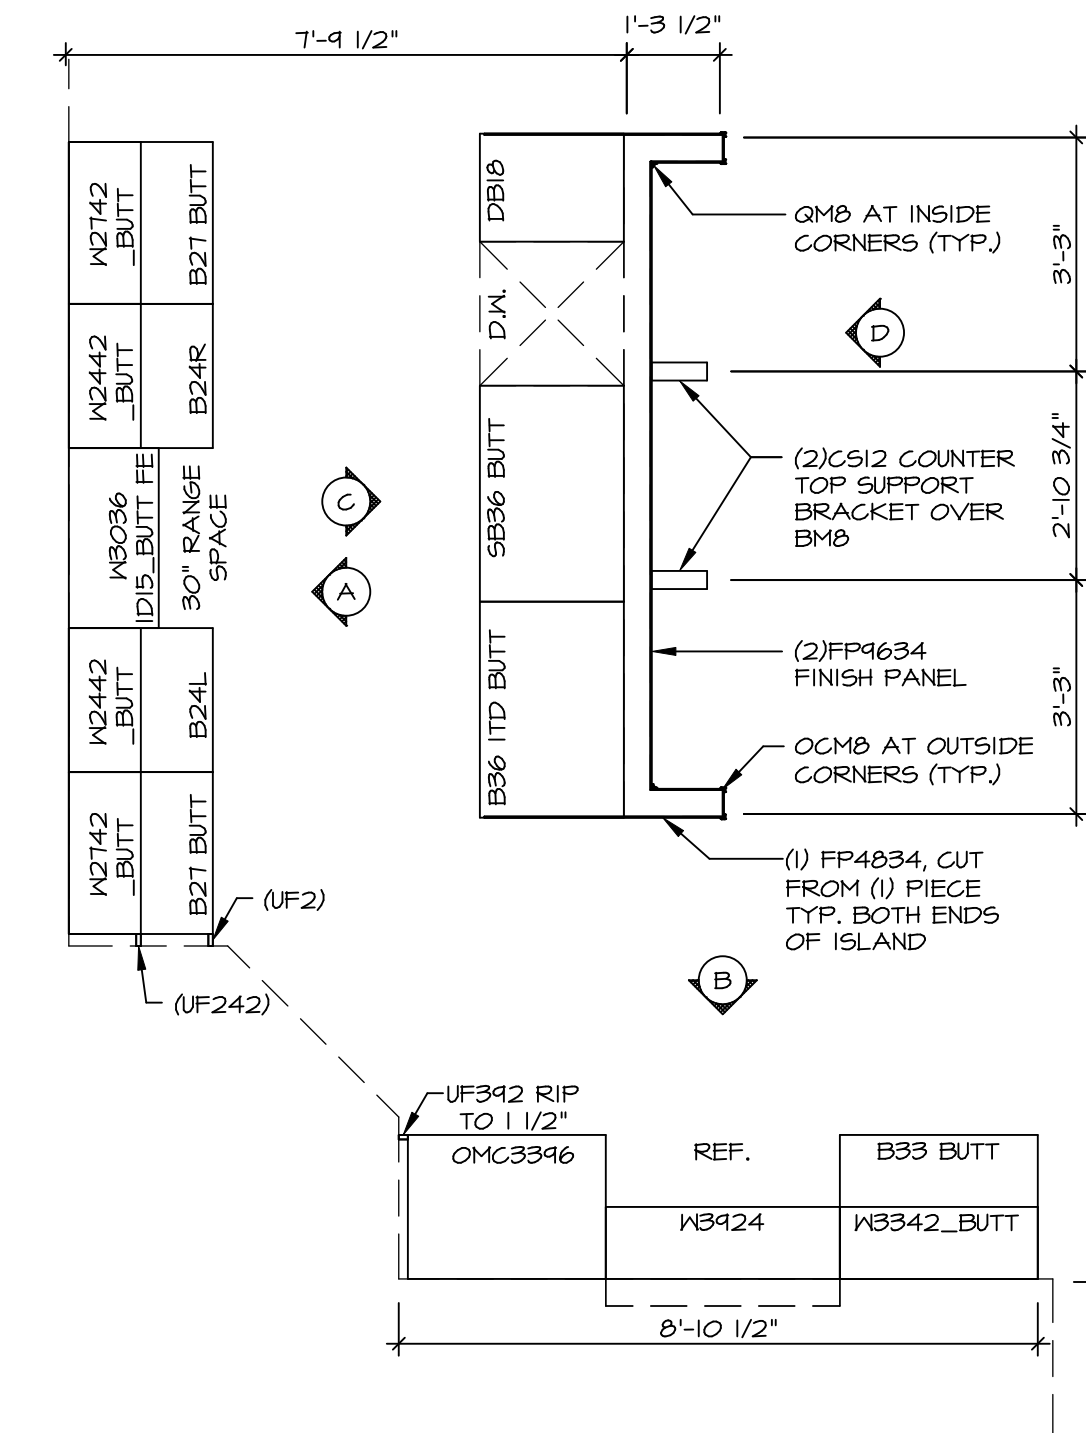 7'-9 1/2"
1'-3 1/2"
W2742
_BUTT
B27 BUTT
W2442
_BUTT
B24R
W3036
1D15_BUTT FE
30" RANGE
SPACE
W2442
_BUTT
B24L
W2742
_BUTT
B27 BUTT
(UF2)
(UF242)
C
A
DB18
D.W.
SB36 BUTT
B36 1TD BUTT
QM8 AT INSIDE
CORNERS (TYP.)
D
(2)CS12 COUNTER
TOP SUPPORT
BRACKET OVER
BM8
(2)FP9634
FINISH PANEL
OCM8 AT OUTSIDE
CORNERS (TYP.)
(1) FP4834, CUT
FROM (1) PIECE
TYP. BOTH ENDS
OF ISLAND
3'-3"
2'-10 3/4"
3'-3"
B
UF392 RIP
TO 1 1/2"
OMC3396
REF.
B33 BUTT
W3924
W3342_BUTT
8'-10 1/2"